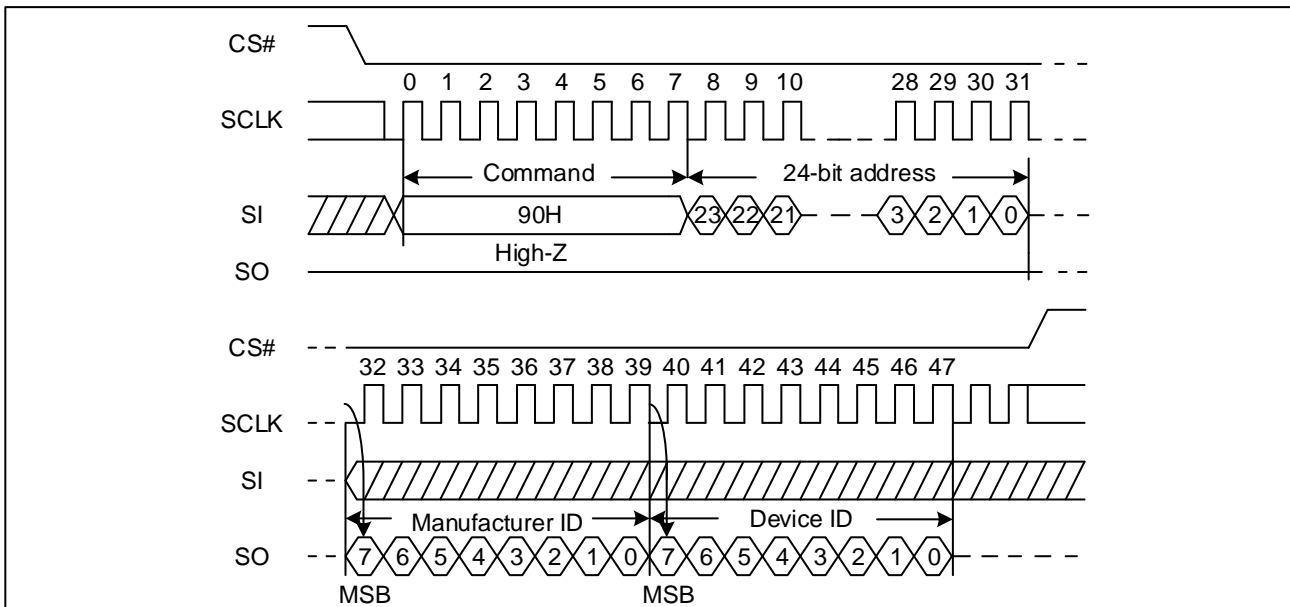 CS#
0 1 2 3 4 5 6 7 8 9 10 28 29 30 31
SCLK
Command 24-bit address
SI 90H 23 22 21 3 2 1 0
High-Z
SO
CS#
32 33 34 35 36 37 38 39 40 41 42 43 44 45 46 47
SCLK
SI
Manufacturer ID Device ID
SO 7 6 5 4 3 2 1 0 7 6 5 4 3 2 1 0
MSB MSB